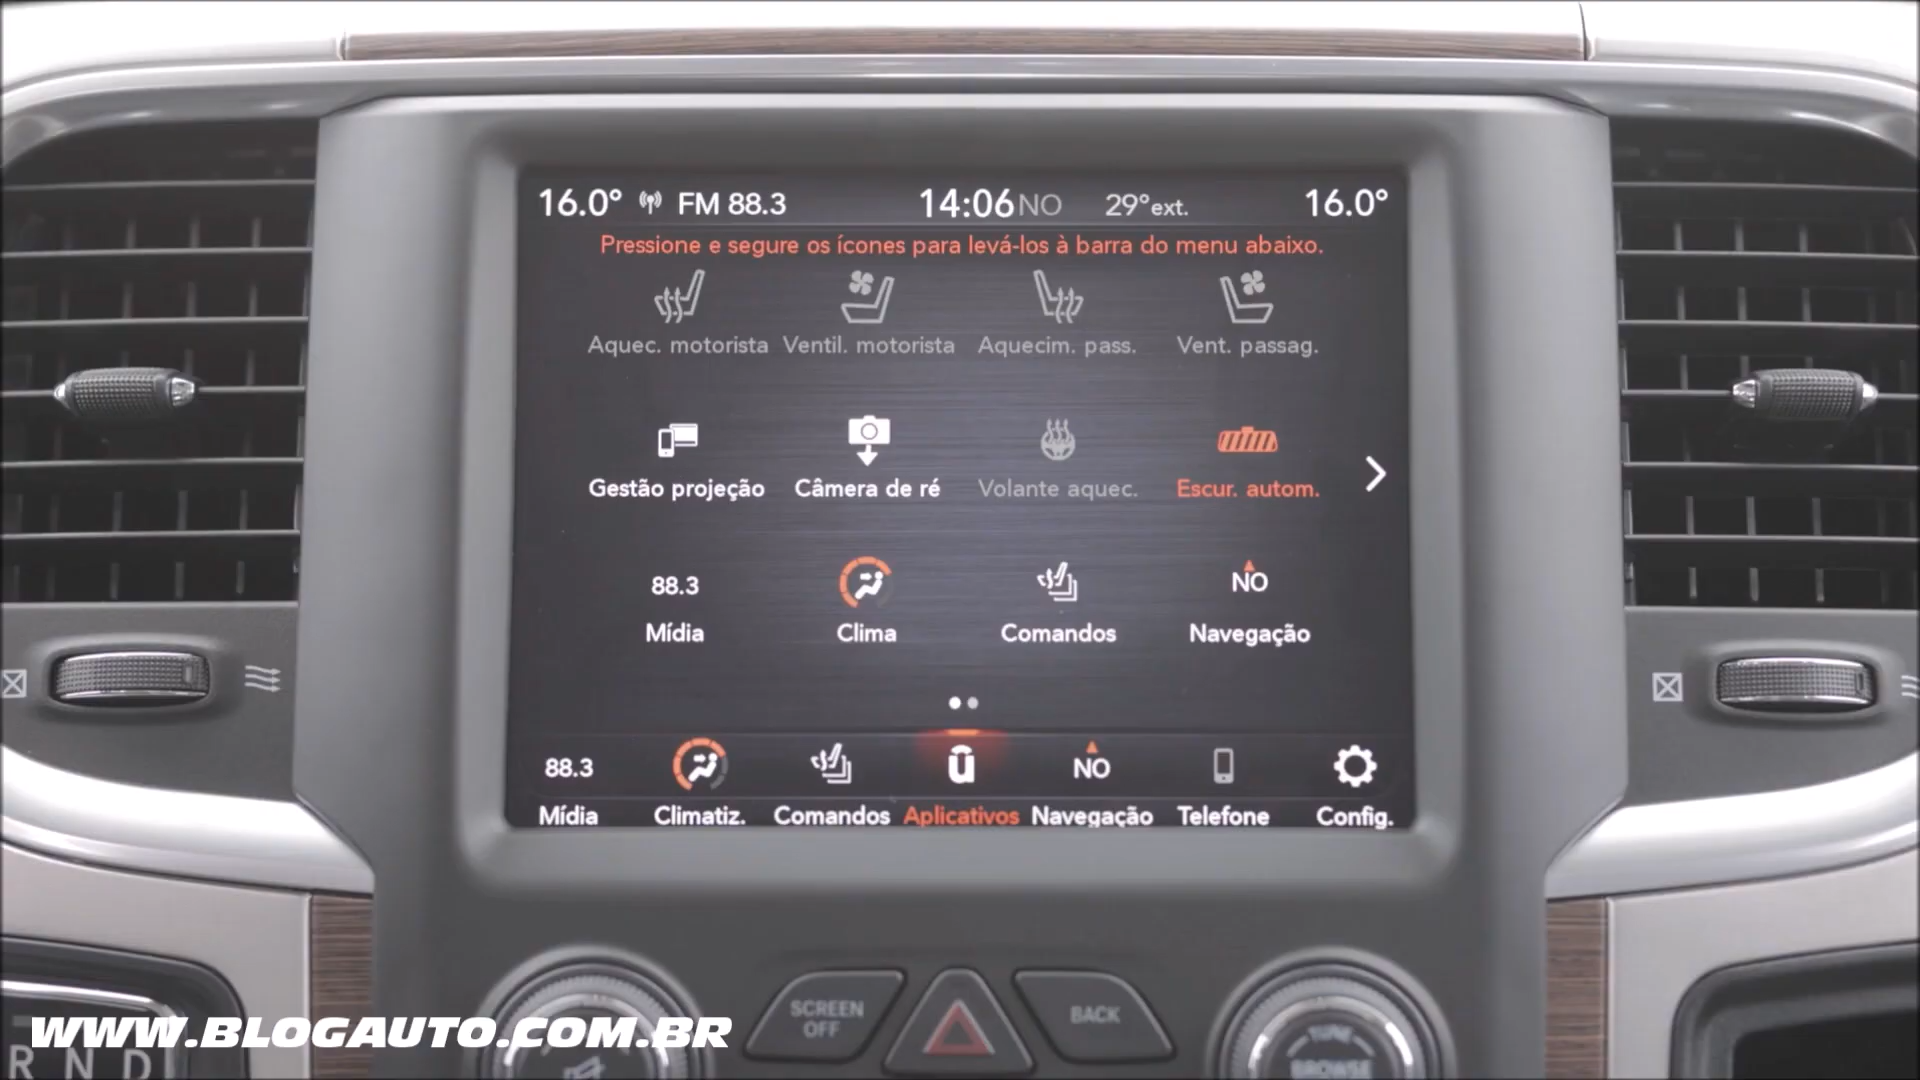 16.0° FM 88.3 14:06 NO 29°ext. 16.0°
Pressione e segure os ícones para levá-los à barra do menu abaixo.
Aquec. motorista Ventil. motorista Aquecim. pass. Vent. passag.
Gestão projeção Câmera de ré Volante aquec. Escur. autom.
88.3 NO
Mídia Clima Comandos Navegação
88.3 NO
Mídia Climatiz. Comandos Aplicativos Navegação Telefone Config.
SCREEN
OFF
BACK
TUNE
BROWSE
WWW.BLOGAUTO.COM.BR
R N D